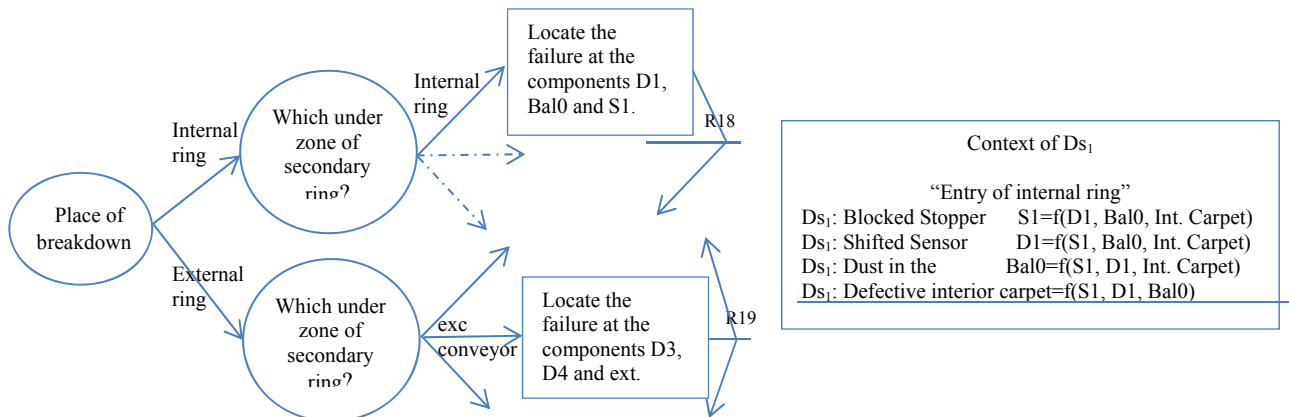 Place of
breakdown
Internal
ring
External
ring
Which under
zone of
secondary
ring?
Internal
ring
Locate the
failure at the
components D1,
Bal0 and S1.
R18
Which under
zone of
secondary
ring?
exc
conveyor
Locate the
failure at the
components D3,
D4 and ext.
R19
Context of Ds₁
“Entry of internal ring”
Ds₁: Blocked Stopper S1=f(D1, Bal0, Int. Carpet)
Ds₁: Shifted Sensor D1=f(S1, Bal0, Int. Carpet)
Ds₁: Dust in the Bal0=f(S1, D1, Int. Carpet)
Ds₁: Defective interior carpet=f(S1, D1, Bal0)